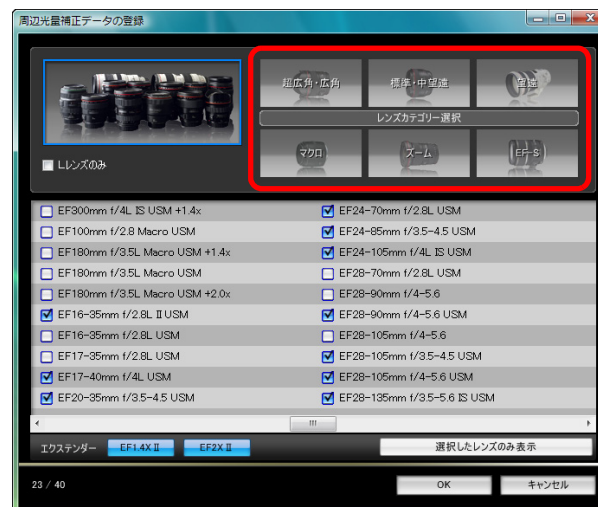 周辺光量補正データの登録
超広角・広角
標準・中望遠
望遠
レンズカテゴリー選択
マクロ
ズーム
EF-S
Lレンズのみ
EF300mm f/4L IS USM +1.4x
EF24-70mm f/2.8L USM
EF100mm f/2.8 Macro USM
EF24-85mm f/3.5-4.5 USM
EF180mm f/3.5L Macro USM +1.4x
EF24-105mm f/4L IS USM
EF180mm f/3.5L Macro USM
EF28-70mm f/2.8L USM
EF180mm f/3.5L Macro USM +2.0x
EF28-90mm f/4-5.6
EF16-35mm f/2.8L II USM
EF28-90mm f/4-5.6 USM
EF16-35mm f/2.8L USM
EF28-105mm f/4-5.6
EF17-35mm f/2.8L USM
EF28-105mm f/3.5-4.5 USM
EF17-40mm f/4L USM
EF28-105mm f/4-5.6 USM
EF20-35mm f/3.5-4.5 USM
EF28-135mm f/3.5-5.6 IS USM
エクステンダー
EF1.4X II
EF2X II
選択したレンズのみ表示
23 / 40
OK
キャンセル